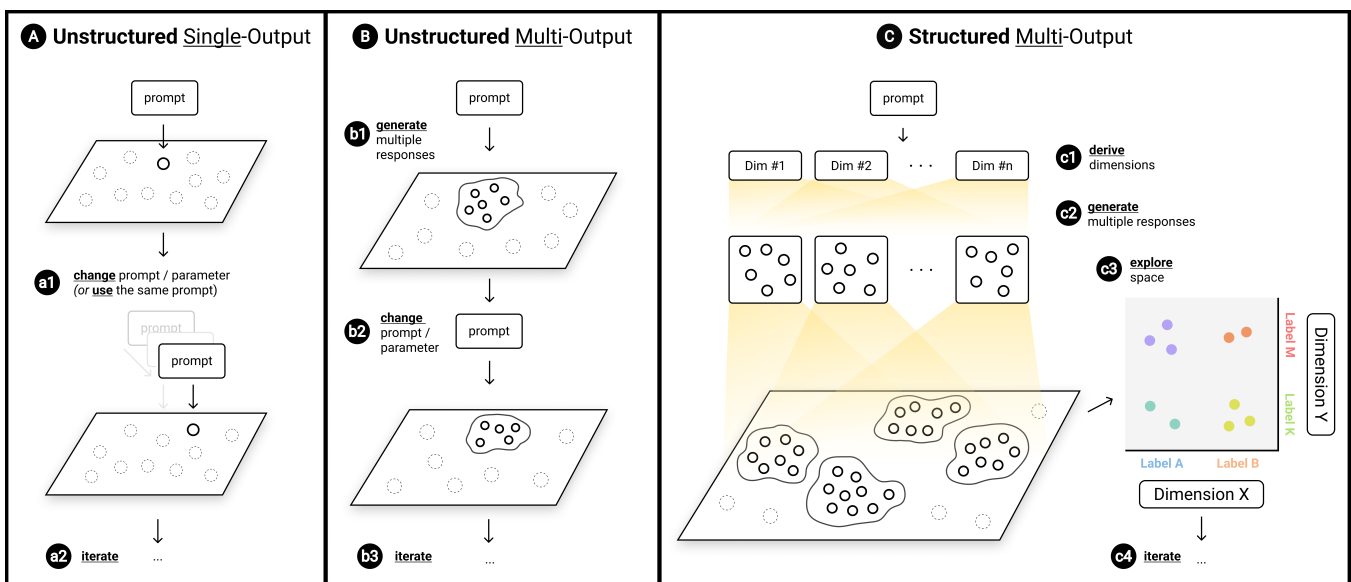 A Unstructured Single-Output
prompt
a1 change prompt / parameter
(or use the same prompt)
prompt
prompt
a2 iterate ...
B Unstructured Multi-Output
prompt
b1 generate
multiple
responses
b2 change
prompt /
parameter
prompt
b3 iterate ...
C Structured Multi-Output
prompt
Dim #1 Dim #2 ... Dim #n
c1 derive
dimensions
c2 generate
multiple responses
...
c3 explore
space
Label M
Label K
Dimension Y
Label A Label B
Dimension X
c4 iterate ...